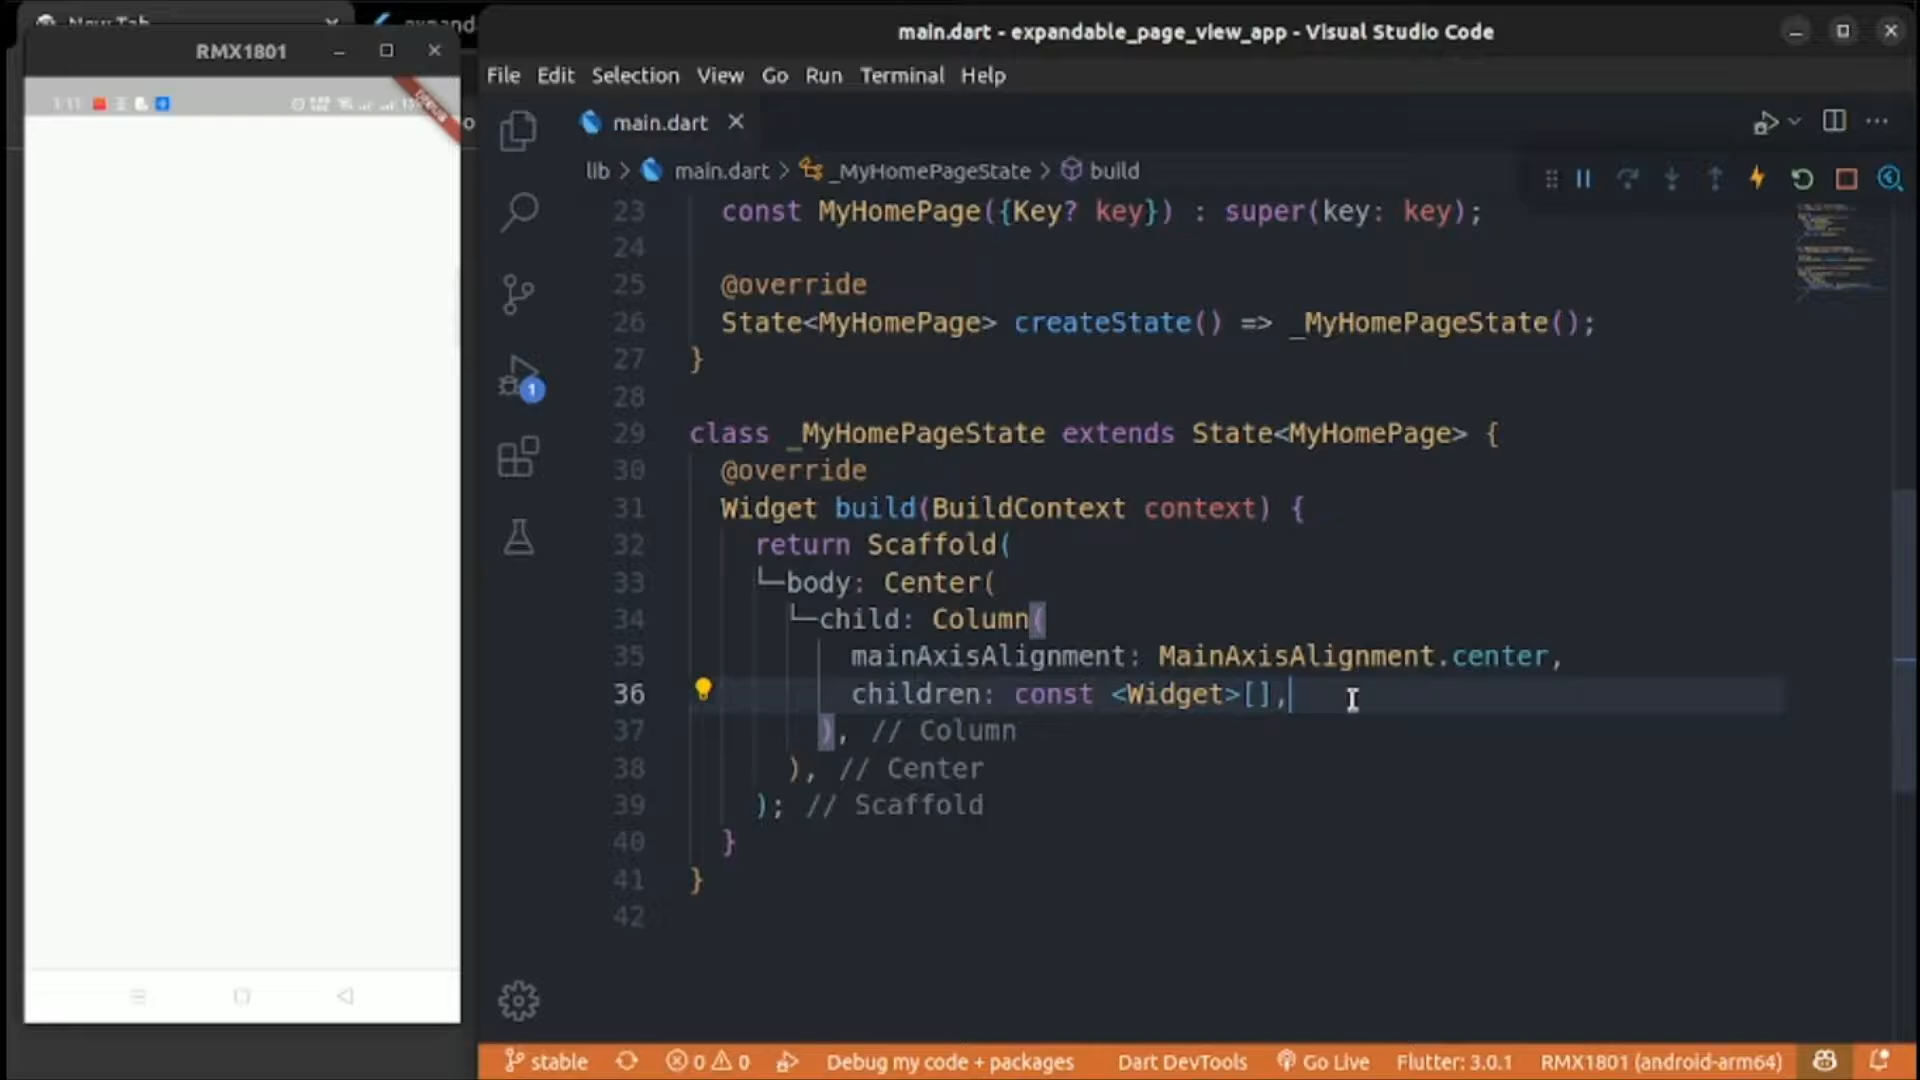 New Tab
expand
RMX1801
main.dart - expandable_page_view_app - Visual Studio Code
File Edit Selection View Go Run Terminal Help
main.dart
lib > main.dart > _MyHomePageState > build
23 const MyHomePage({Key? key}) : super(key: key);
24
25 @override
26 State<MyHomePage> createState() => _MyHomePageState();
27 }
28
29 class _MyHomePageState extends State<MyHomePage> {
30 @override
31 Widget build(BuildContext context) {
32 return Scaffold(
33 body: Center(
34 child: Column(
35 mainAxisAlignment: MainAxisAlignment.center,
36 children: const <Widget>[],
37 ), // Column
38 ), // Center
39 ); // Scaffold
40 }
41 }
42
1
stable 0 0 Debug my code + packages Dart DevTools Go Live Flutter: 3.0.1 RMX1801 (android-arm64)